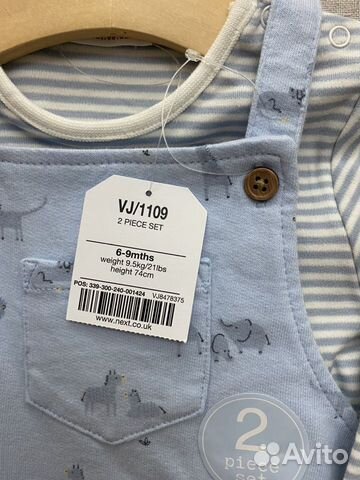 VJ/1109
2 PIECE SET
6-9mths
weight 9.5kg/21lbs
height 74cm
POS: 339-300-240-001424 VJ8478375
www.next.co.uk
2
piece
set
Avito